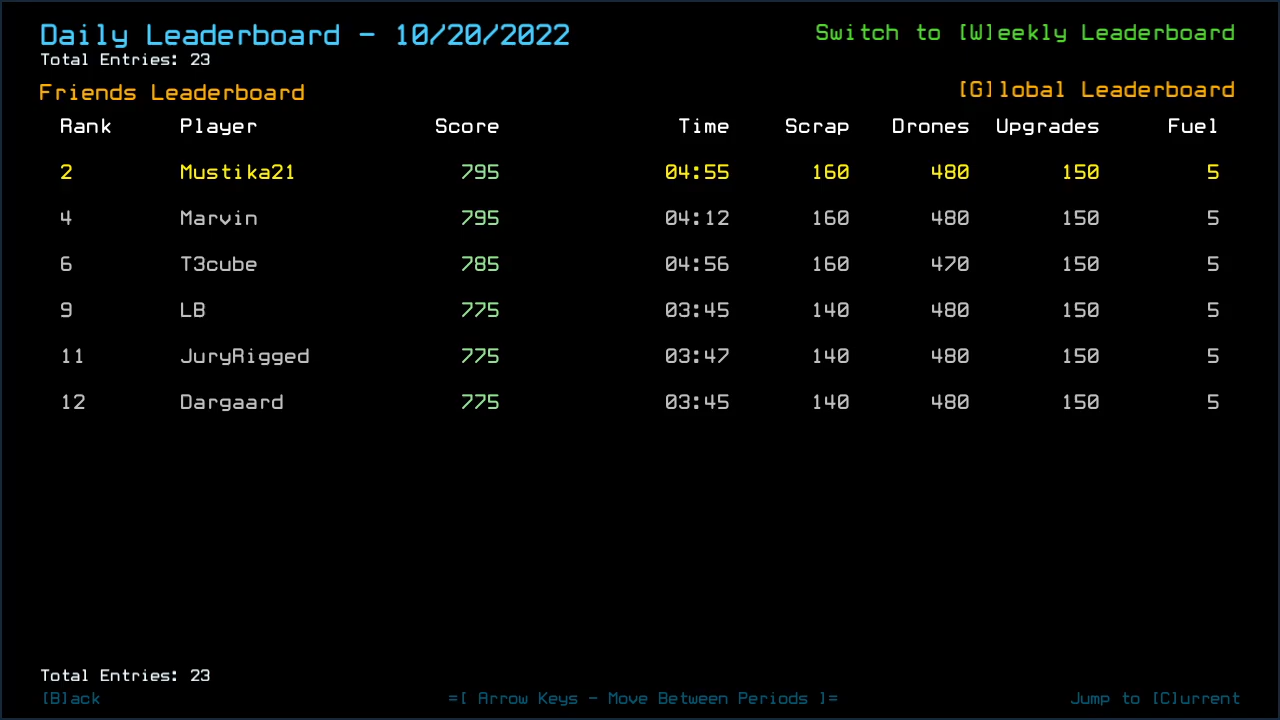 Daily Leaderboard - 10/20/2022 Switch to [W]eekly Leaderboard
Total Entries: 23
Friends Leaderboard [G]lobal Leaderboard
Rank Player Score Time Scrap Drones Upgrades Fuel
2 Mustika21 795 04:55 160 480 150 5
4 Marvin 795 04:12 160 480 150 5
6 T3cube 785 04:56 160 470 150 5
9 LB 775 03:45 140 480 150 5
11 JuryRigged 775 03:47 140 480 150 5
12 Dargaard 775 03:45 140 480 150 5
Total Entries: 23
[B]ack =[ Arrow Keys - Move Between Periods ]= Jump to [C]urrent